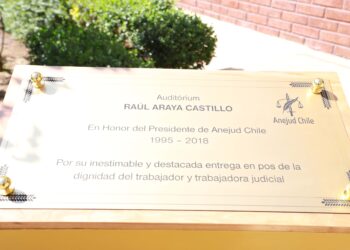 Auditórium
RAÚL ARAYA CASTILLO
Anejud Chile
En Honor del Presidente de Anejud Chile
1995 - 2018
Por su inestimable y destacada entrega en pos de la
dignidad del trabajador y trabajadora judicial